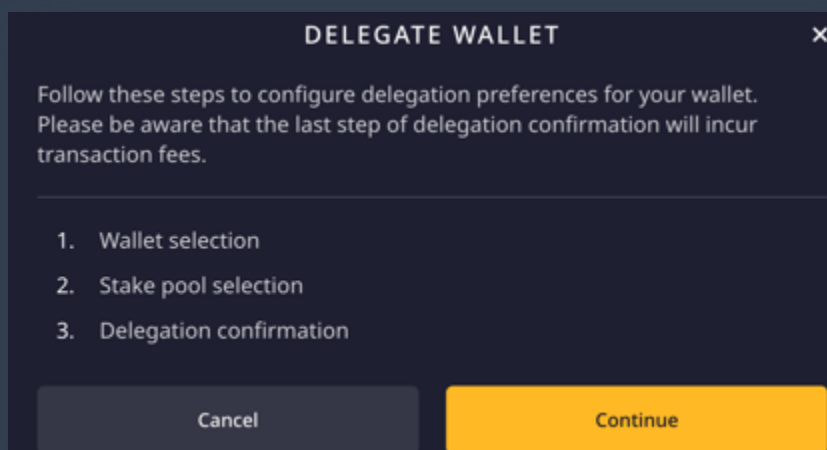 DELEGATE WALLET
Follow these steps to configure delegation preferences for your wallet.
Please be aware that the last step of delegation confirmation will incur
transaction fees.
1. Wallet selection
2. Stake pool selection
3. Delegation confirmation
Cancel
Continue